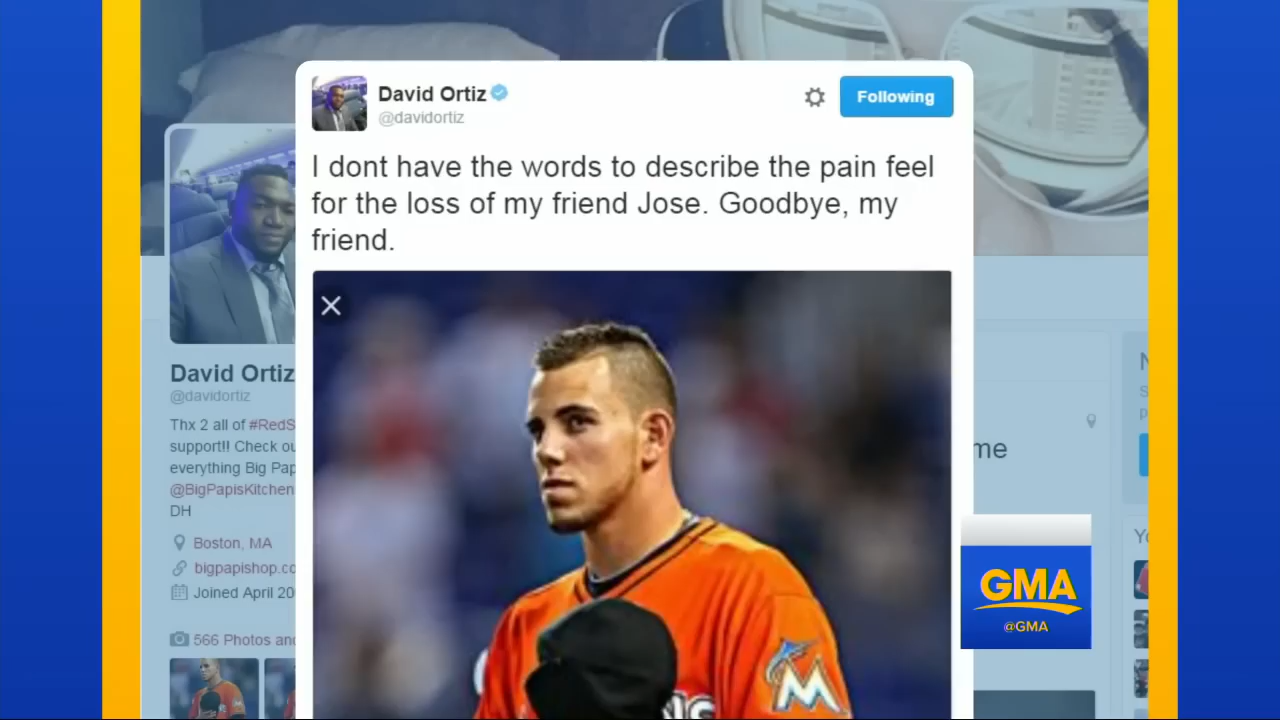 David Ortiz
@davidortiz
Following
I dont have the words to describe the pain feel
for the loss of my friend Jose. Goodbye, my
friend.
David Ortiz
@davidortiz
Thx 2 all of #RedS
support!! Check ou
everything Big Pap
@BigPapisKitchen
DH
Boston, MA
bigpapishop.co
Joined April 20
566 Photos and
me
N
S
p
Yo
GMA
@GMA
M